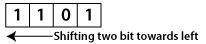 1 1 0 1
Shifting two bit towards left